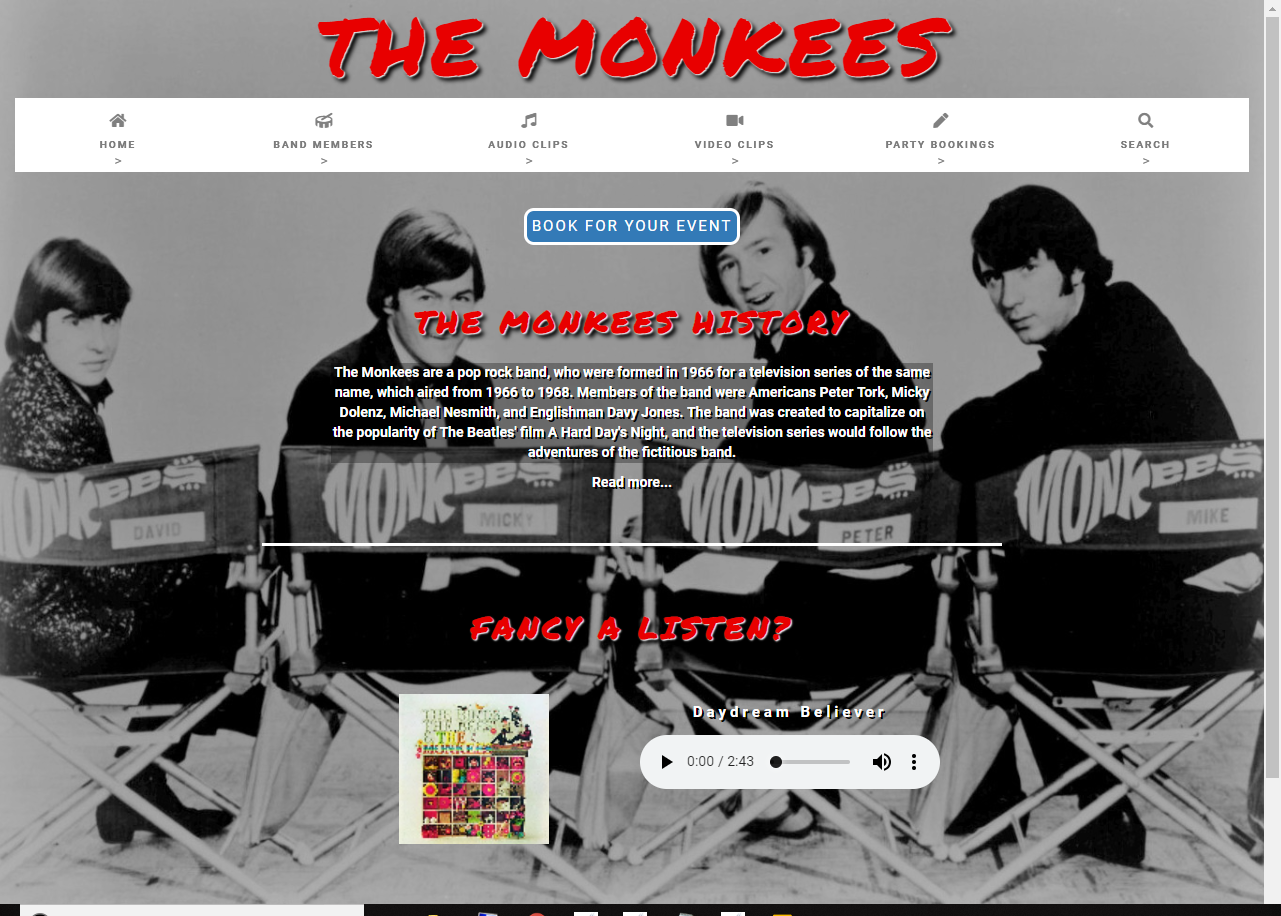 THE MONKEES
HOME
>
BAND MEMBERS
>
AUDIO CLIPS
>
VIDEO CLIPS
>
PARTY BOOKINGS
>
SEARCH
>
BOOK FOR YOUR EVENT
THE MONKEES HISTORY
The Monkees are a pop rock band, who were formed in 1966 for a television series of the same
name, which aired from 1966 to 1968. Members of the band were Americans Peter Tork, Micky
Dolenz, Michael Nesmith, and Englishman Davy Jones. The band was created to capitalize on
the popularity of The Beatles' film A Hard Day's Night, and the television series would follow the
adventures of the fictitious band.
Read more...
MONKEES
DAVID
MONKEES
MICKY
MONKEES
PETER
MONKEES
MIKE
FANCY A LISTEN?
Daydream Believer
0:00 / 2:43